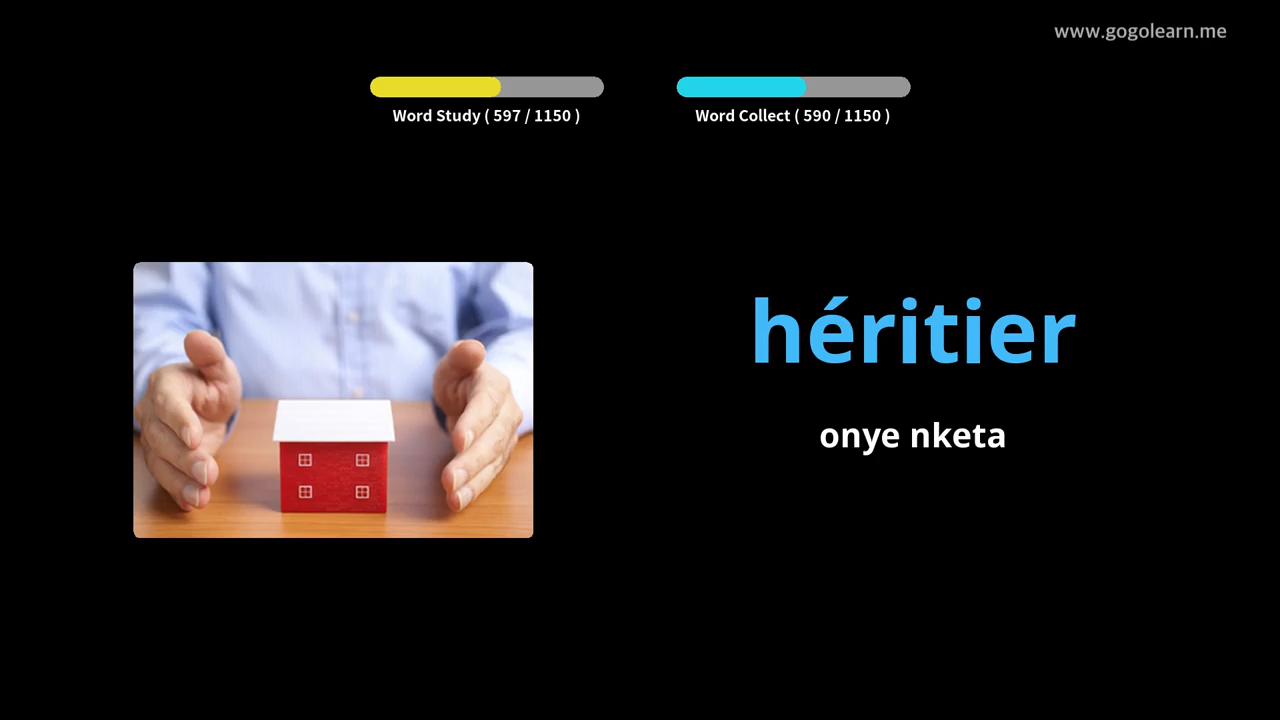 www.gogolearn.me
Word Study ( 597 / 1150 )
Word Collect ( 590 / 1150 )
héritier
onye nketa